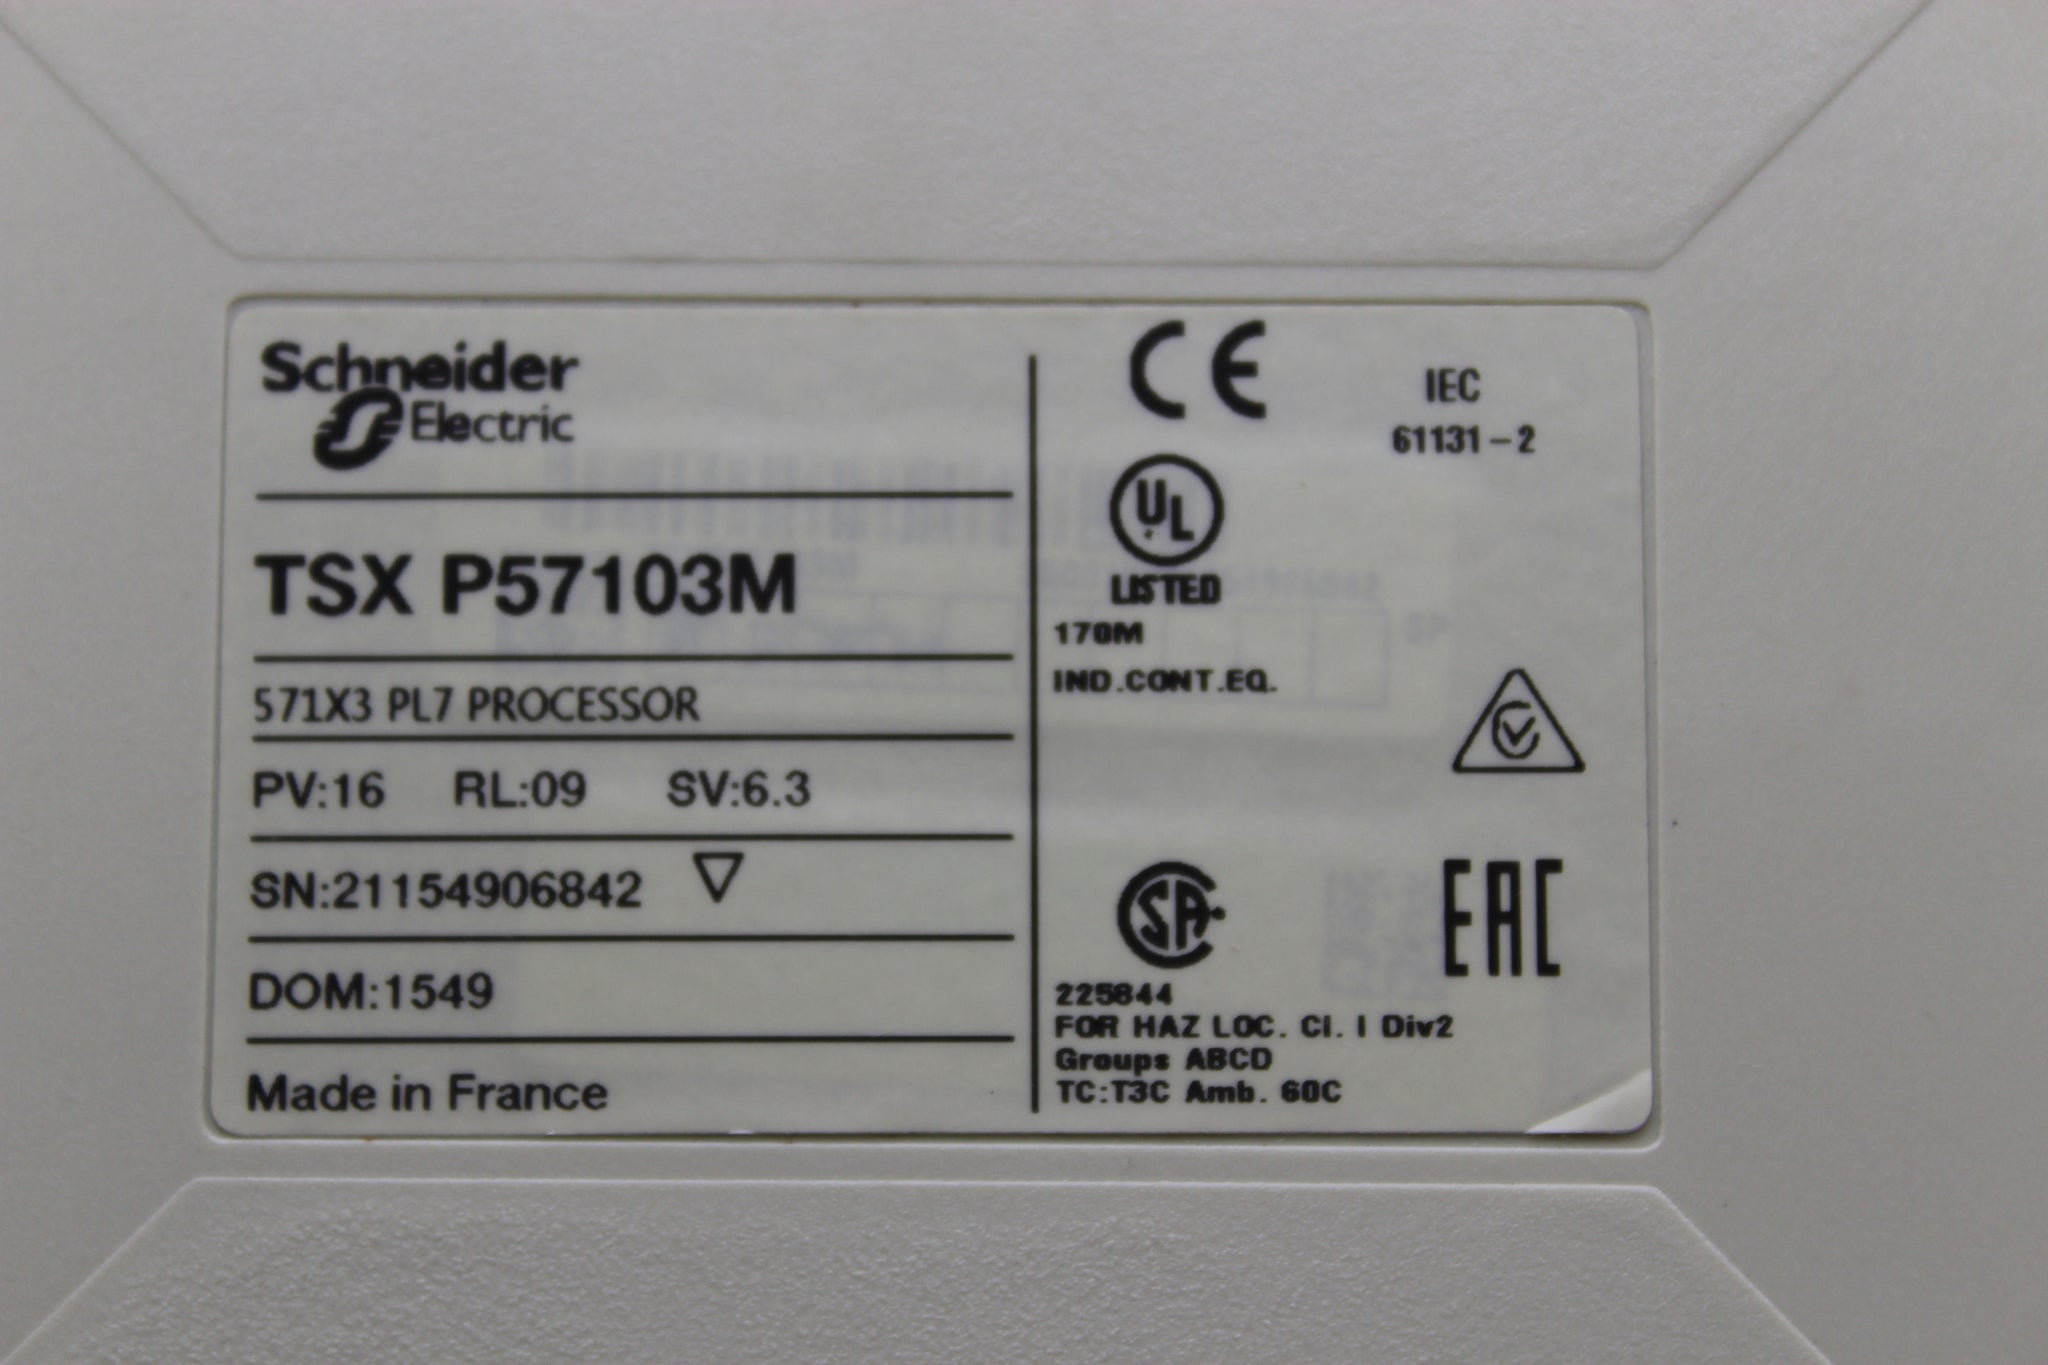 Schneider
Electric
TSX P57103M
571X3 PL7 PROCESSOR
PV:16 RL:09 SV:6.3
SN:21154906842
DOM:1549
Made in France
CE
IEC
61131-2
UL
LISTED
170M
IND.CONT.EQ.
SA
EAC
225844
FOR HAZ LOC. Cl. I Div2
Groups ABCD
TC:T3C Amb. 60C